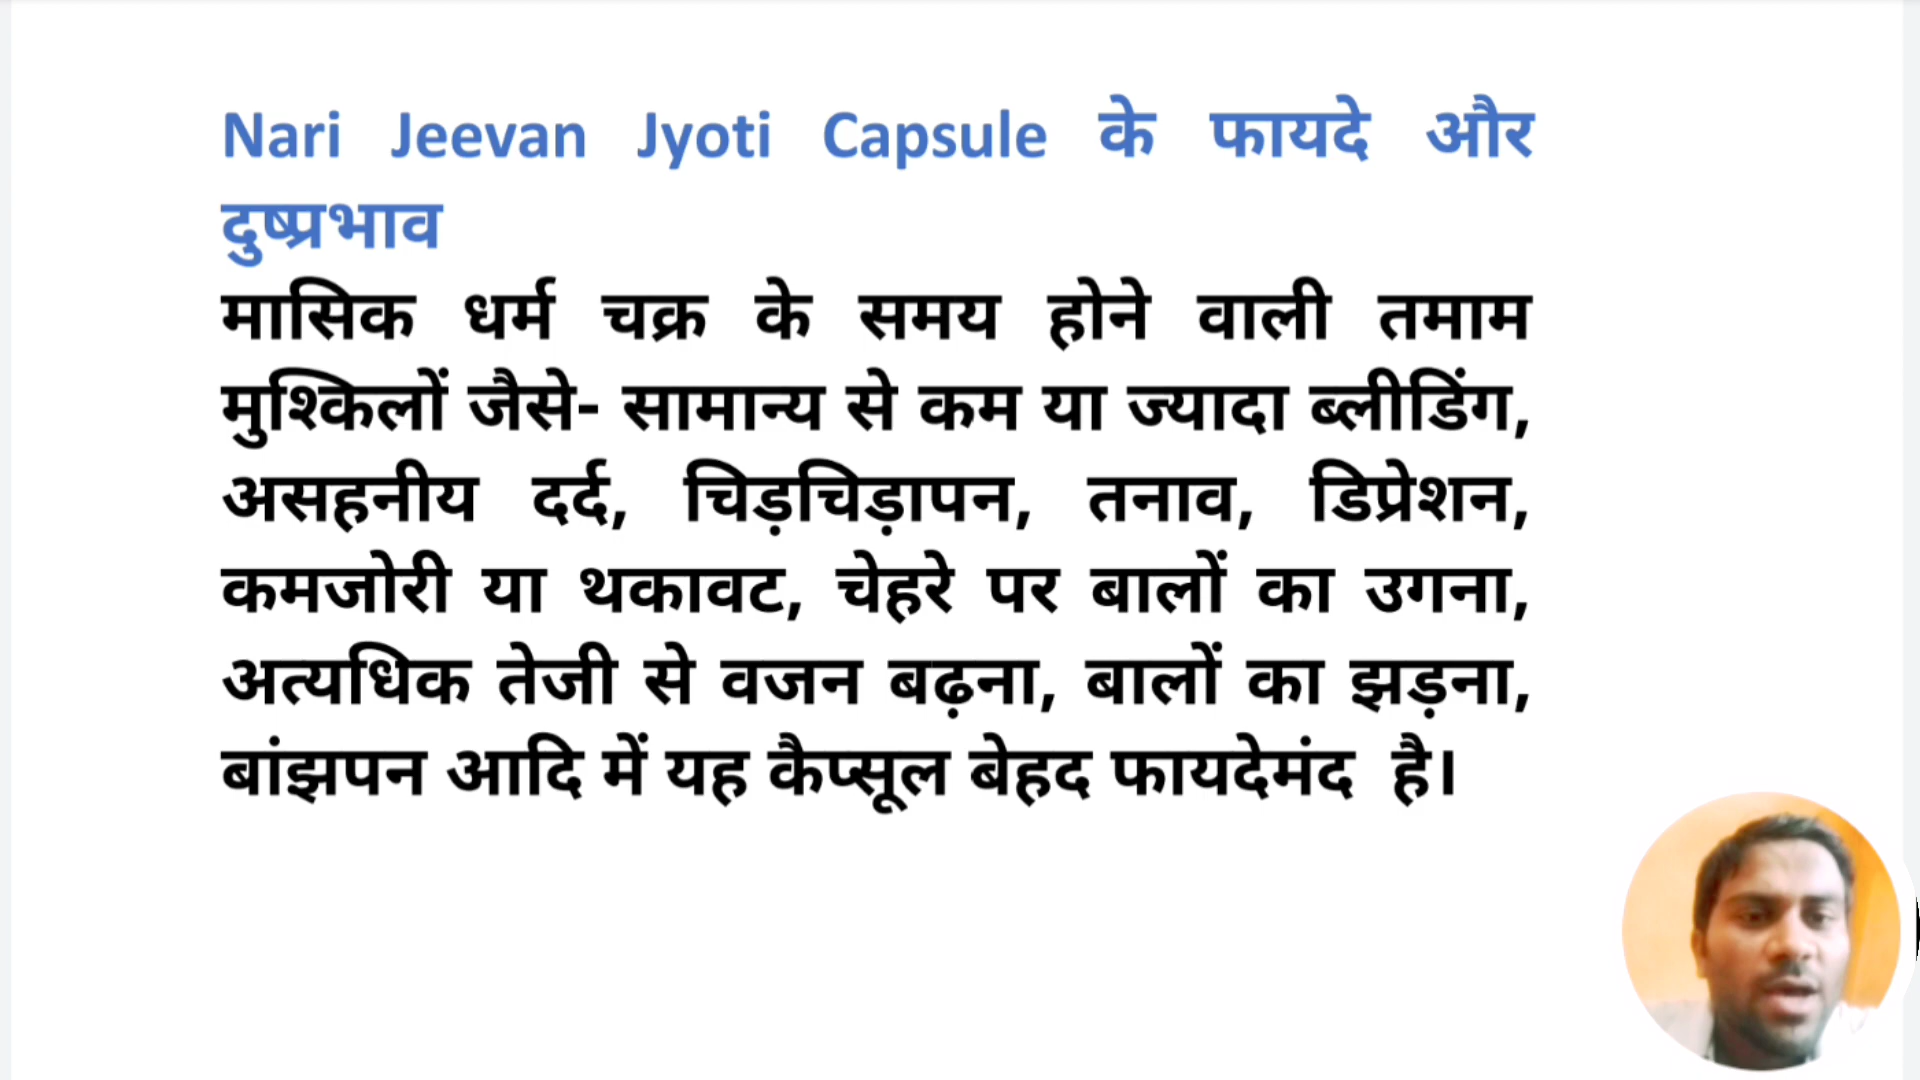 Nari Jeevan Jyoti Capsule के फायदे और
दुष्प्रभाव
मासिक धर्म चक्र के समय होने वाली तमाम
मुश्किलों जैसे- सामान्य से कम या ज्यादा ब्लीडिंग,
असहनीय दर्द, चिड़चिड़ापन, तनाव, डिप्रेशन,
कमजोरी या थकावट, चेहरे पर बालों का उगना,
अत्यधिक तेजी से वजन बढ़ना, बालों का झड़ना,
बांझपन आदि में यह कैप्सूल बेहद फायदेमंद है।